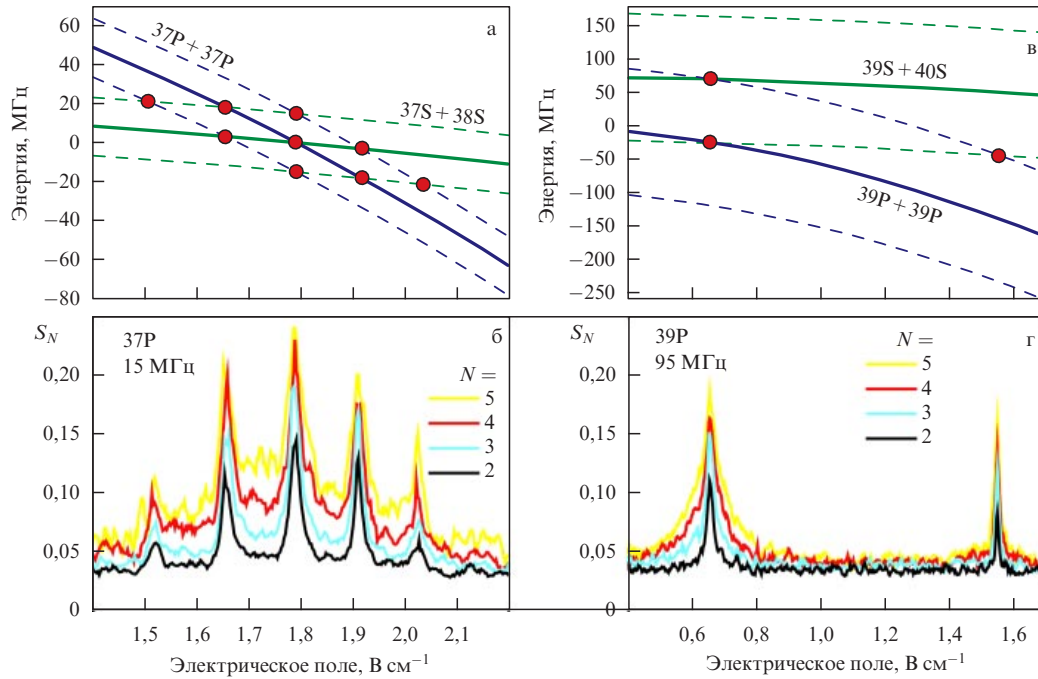 а
37P + 37P
37S + 38S
Энергия, МГц
60
40
20
0
−20
−40
−60
−80
в
39S + 40S
39P + 39P
Энергия, МГц
150
100
50
0
−50
−100
−150
−200
−250
б
37P
15 МГц
N =
5
4
3
2
S_N
0,20
0,15
0,10
0,05
0
1,5 1,6 1,7 1,8 1,9 2,0 2,1
Электрическое поле, В см⁻¹
г
39P
95 МГц
N =
5
4
3
2
S_N
0,20
0,15
0,10
0,05
0
0,6 0,8 1,0 1,2 1,4 1,6
Электрическое поле, В см⁻¹